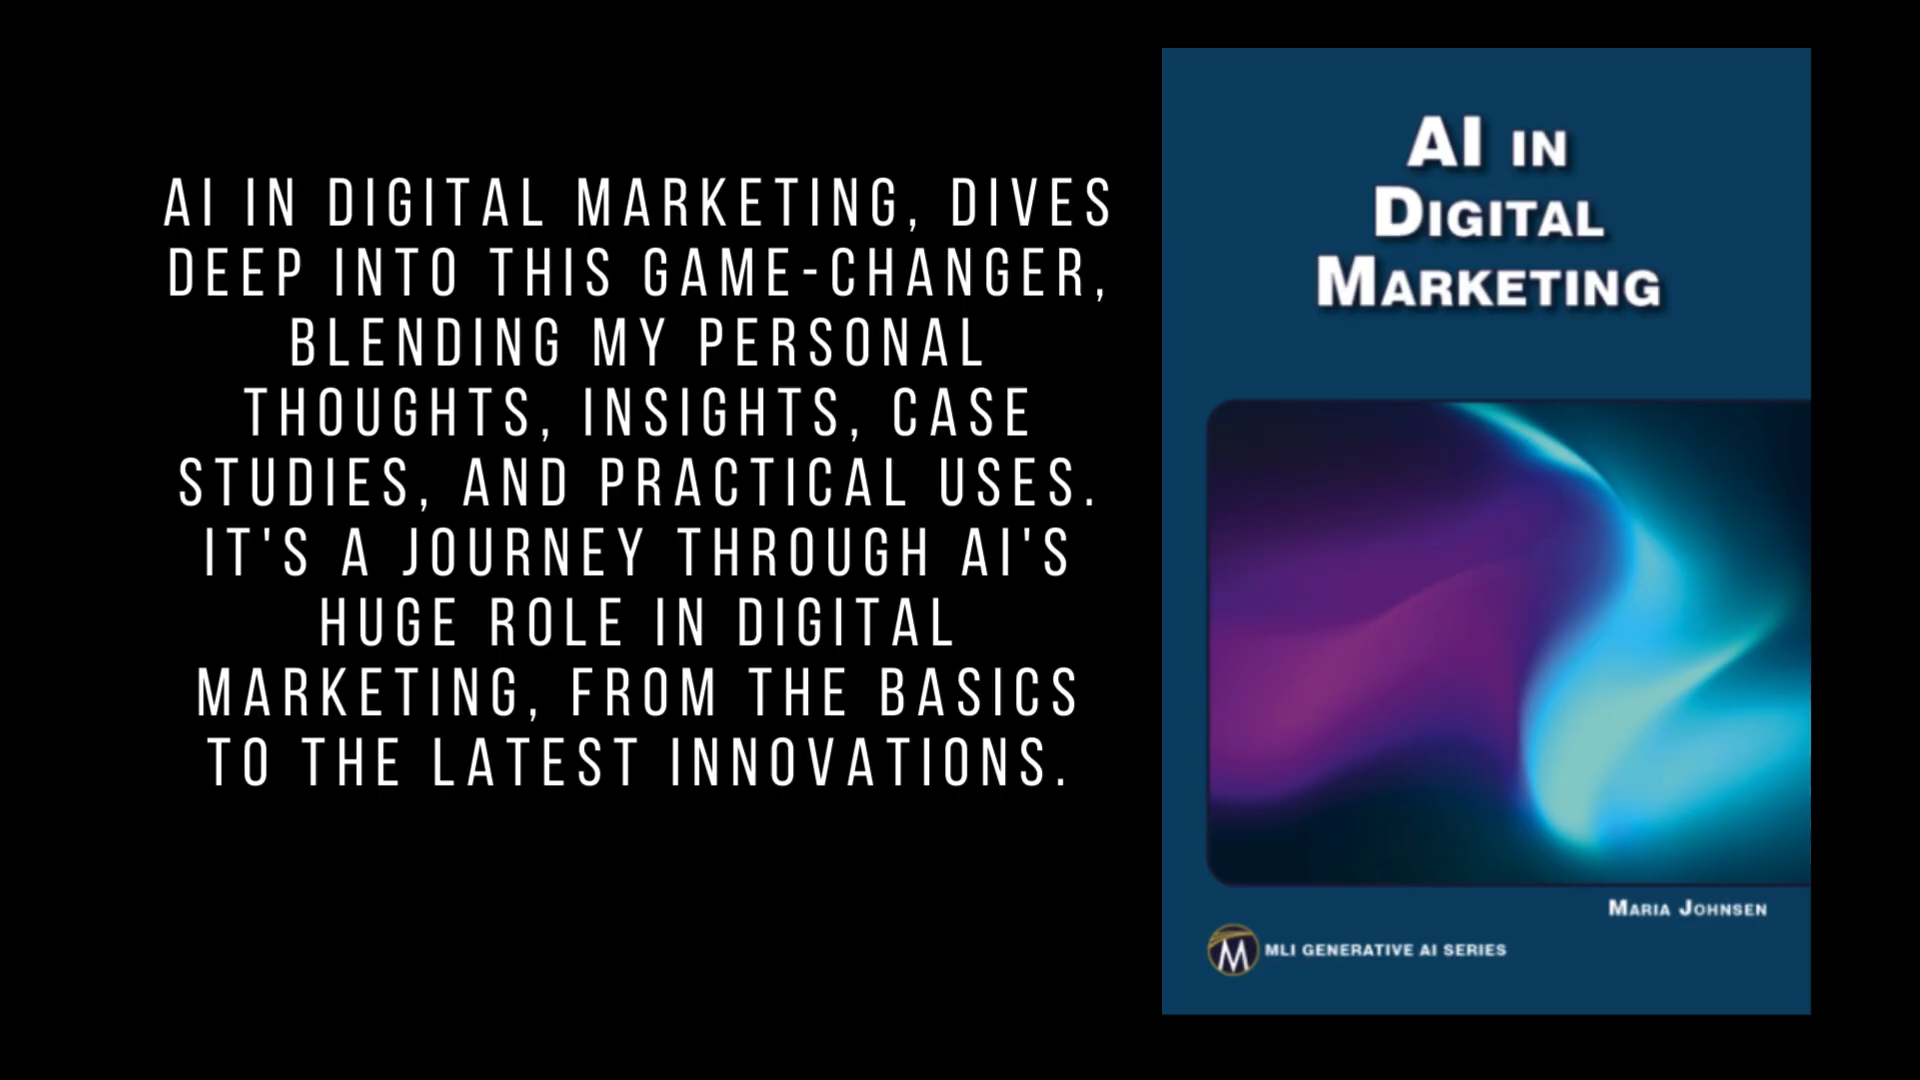 AI IN DIGITAL MARKETING, DIVES
DEEP INTO THIS GAME-CHANGER,
BLENDING MY PERSONAL
THOUGHTS, INSIGHTS, CASE
STUDIES, AND PRACTICAL USES.
IT'S A JOURNEY THROUGH AI'S
HUGE ROLE IN DIGITAL
MARKETING, FROM THE BASICS
TO THE LATEST INNOVATIONS.
AI IN
DIGITAL
MARKETING
MARIA JOHNSEN
M MLI GENERATIVE AI SERIES